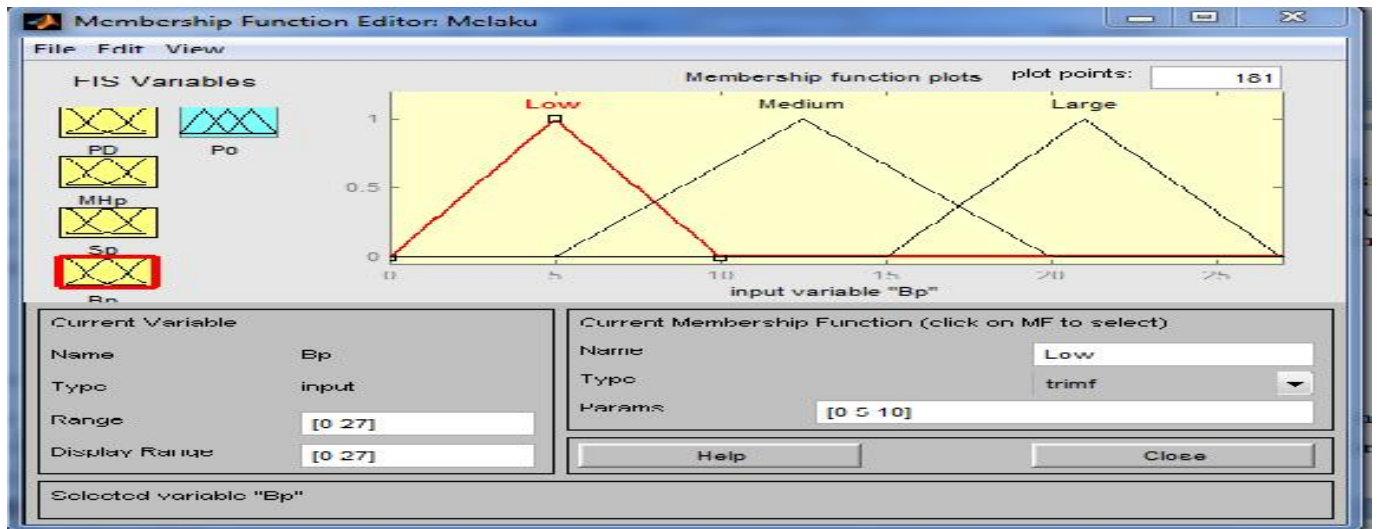 Membership Function Editor: Melaku
File Edit View
FIS Variables
Membership function plots plot points: 181
PD
Po
MHp
Sp
Bp
Low Medium Large
1
0.5
0
0 5 10 15 20 25
input variable "Bp"
Current Variable
Name Bp
Type input
Range [0 27]
Display Range [0 27]
Current Membership Function (click on MF to select)
Name Low
Type trimf
Params [0 5 10]
Help Close
Selected variable "Bp"